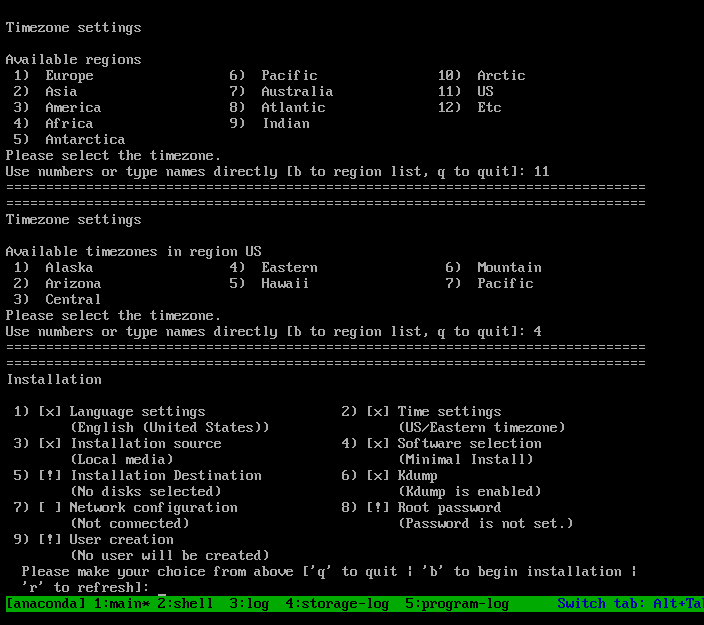 Timezone settings
Available regions
1) Europe 6) Pacific 10) Arctic
2) Asia 7) Australia 11) US
3) America 8) Atlantic 12) Etc
4) Africa 9) Indian
5) Antarctica
Please select the timezone.
Use numbers or type names directly [b to region list, q to quit]: 11
================================================================================
================================================================================
Timezone settings
Available timezones in region US
1) Alaska 4) Eastern 6) Mountain
2) Arizona 5) Hawaii 7) Pacific
3) Central
Please select the timezone.
Use numbers or type names directly [b to region list, q to quit]: 4
================================================================================
================================================================================
Installation
1) [x] Language settings 2) [x] Time settings
(English (United States)) (US/Eastern timezone)
3) [x] Installation source 4) [x] Software selection
(Local media) (Minimal Install)
5) [!] Installation Destination 6) [x] Kdump
(No disks selected) (Kdump is enabled)
7) [ ] Network configuration 8) [!] Root password
(Not connected) (Password is not set.)
9) [!] User creation
(No user will be created)
Please make your choice from above ['q' to quit | 'b' to begin installation |
'r' to refresh]: _
[anaconda] 1:main* 2:shell 3:log 4:storage-log 5:program-log Switch tab: Alt+Tab